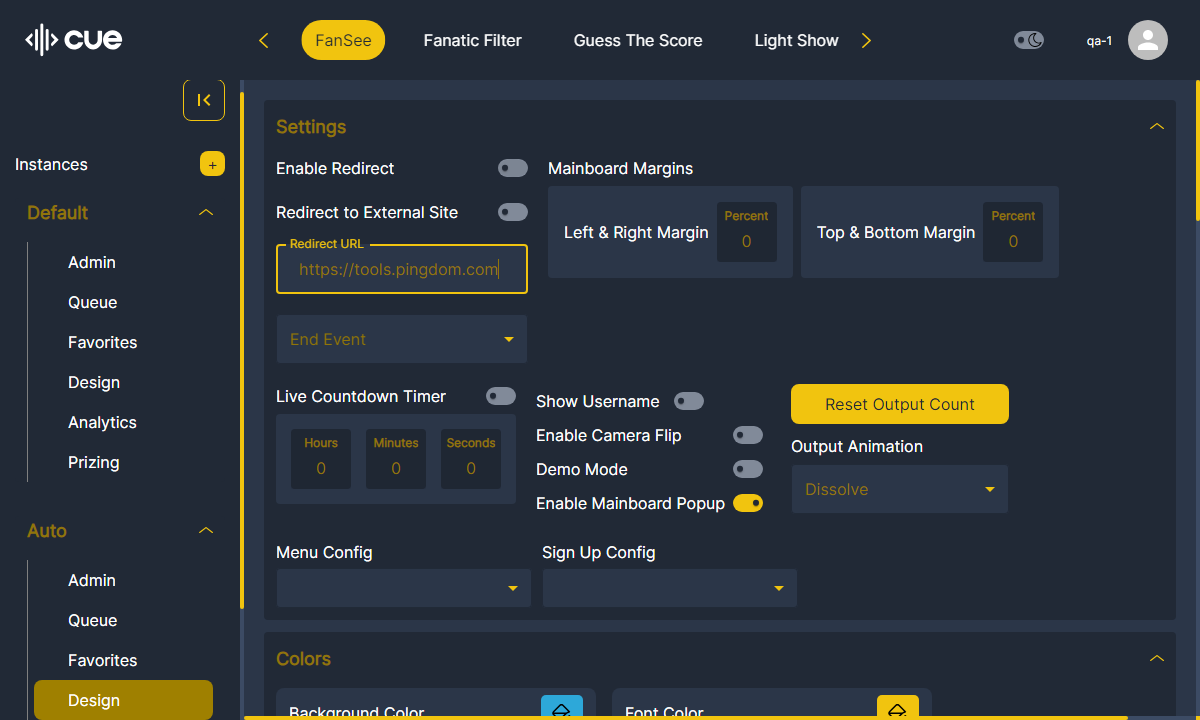 cue
FanSee
Fanatic Filter
Guess The Score
Light Show
qa-1
Instances
+
Default
Admin
Queue
Favorites
Design
Analytics
Prizing
Auto
Admin
Queue
Favorites
Design
Settings
Enable Redirect
Redirect to External Site
Redirect URL
https://tools.pingdom.com
End Event
Mainboard Margins
Left & Right Margin
Percent
0
Top & Bottom Margin
Percent
0
Live Countdown Timer
Hours
0
Minutes
0
Seconds
0
Show Username
Enable Camera Flip
Demo Mode
Enable Mainboard Popup
Reset Output Count
Output Animation
Dissolve
Menu Config
Sign Up Config
Colors
Background Color
Font Color